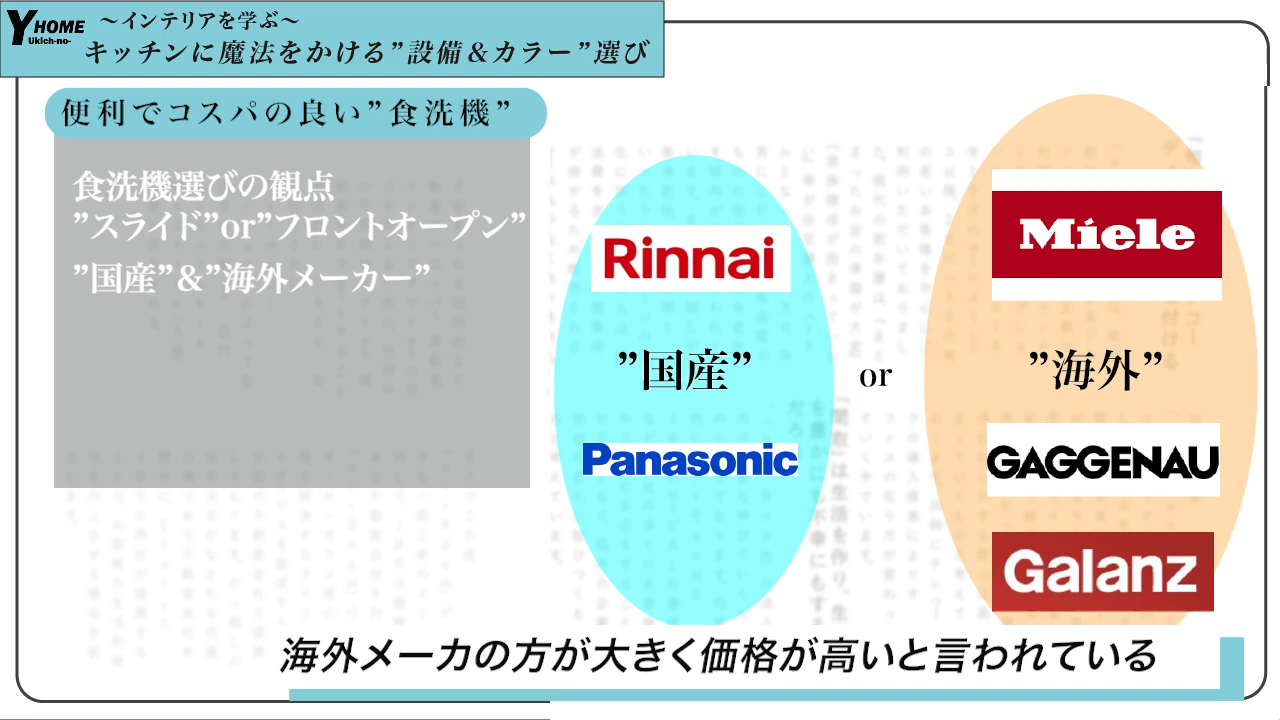 YHOME
Ukich-no-
～インテリアを学ぶ～
キッチンに魔法をかける”設備＆カラー”選び
便利でコスパの良い”食洗機”
食洗機選びの観点
”スライド”or”フロントオープン”
”国産”＆”海外メーカー”
Rinnai
”国産”
Panasonic
or
Miele
”海外”
GAGGENAU
Galanz
海外メーカの方が大きく価格が高いと言われている